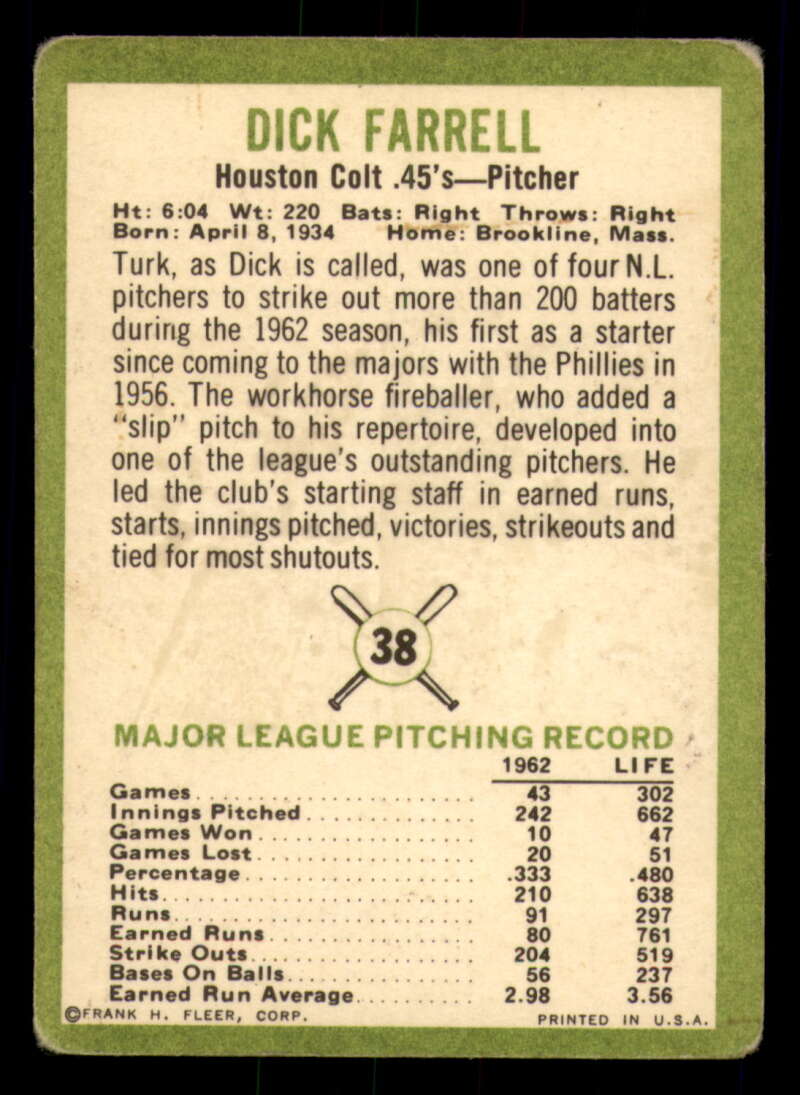 DICK FARRELL
Houston Colt .45's—Pitcher
Ht: 6:04 Wt: 220 Bats: Right Throws: Right
Born: April 8, 1934 Home: Brookline, Mass.
Turk, as Dick is called, was one of four N.L.
pitchers to strike out more than 200 batters
during the 1962 season, his first as a starter
since coming to the majors with the Phillies in
1956. The workhorse fireballer, who added a
"slip" pitch to his repertoire, developed into
one of the league's outstanding pitchers. He
led the club's starting staff in earned runs,
starts, innings pitched, victories, strikeouts and
tied for most shutouts.
38
MAJOR LEAGUE PITCHING RECORD
1962 LIFE
Games........................ 43 302
Innings Pitched............... 242 662
Games Won................... 10 47
Games Lost................... 20 51
Percentage.................... .333 .480
Hits........................... 210 638
Runs.......................... 91 297
Earned Runs.................. 80 761
Strike Outs.................... 204 519
Bases On Balls................ 56 237
Earned Run Average.......... 2.98 3.56
©FRANK H. FLEER, CORP. PRINTED IN U.S.A.